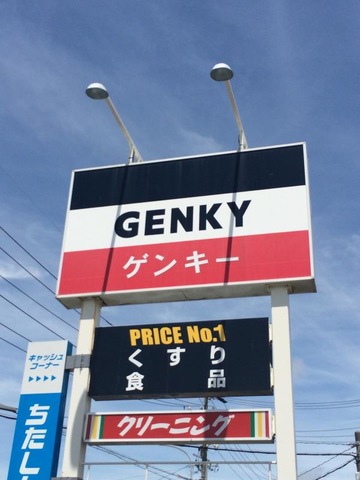 GENKY
ゲンキー
PRICE No.1
くすり
食品
クリーニング
キャッシュ
コーナー
ちたしん